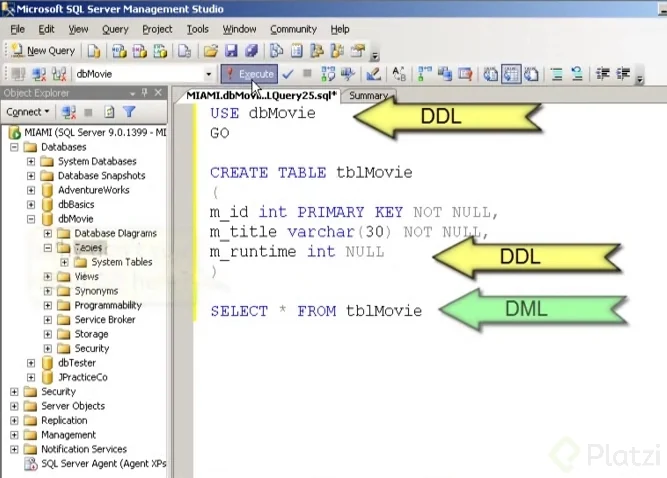 Microsoft SQL Server Management Studio
File Edit View Query Project Tools Window Community Help
New Query
dbMovie
Execute
Object Explorer
MIAMI.dbMovi...LQuery25.sql* Summary
Connect
MIAMI (SQL Server 9.0.1399 - MI
Databases
System Databases
Database Snapshots
AdventureWorks
dbBasics
dbMovie
Database Diagrams
Tables
System Tables
Views
Synonyms
Programmability
Service Broker
Storage
Security
dbTester
JPracticeCo
Security
Server Objects
Replication
Management
Notification Services
SQL Server Agent (Agent XPs
USE dbMovie
DDL
GO
CREATE TABLE tblMovie
(
m_id int PRIMARY KEY NOT NULL,
m_title varchar(30) NOT NULL,
m_runtime int NULL
DDL
)
SELECT * FROM tblMovie
DML
Platzi